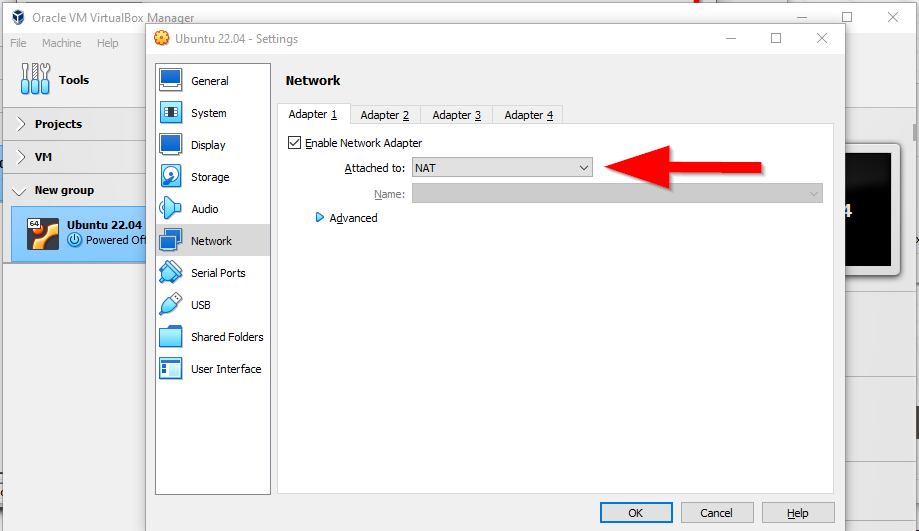 Oracle VM VirtualBox Manager
File Machine Help
Tools
Projects
VM
New group
64
Ubuntu 22.04
Powered Off
Ubuntu 22.04 - Settings
General
System
Display
Storage
Audio
Network
Serial Ports
USB
Shared Folders
User Interface
Network
Adapter 1 Adapter 2 Adapter 3 Adapter 4
Enable Network Adapter
Attached to: NAT
Name:
Advanced
4
OK Cancel Help